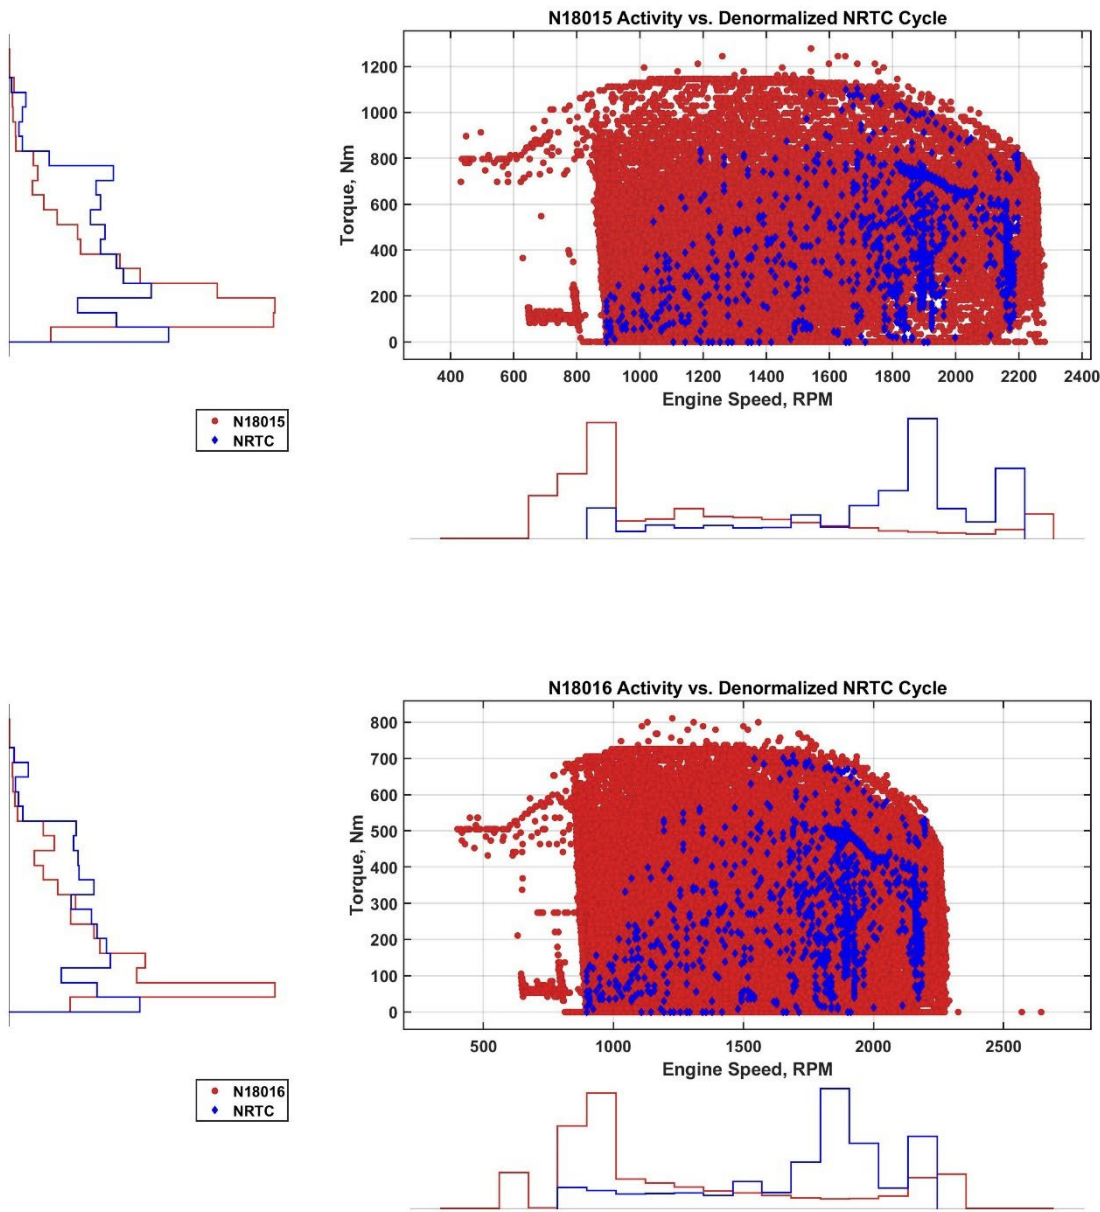 N18015 Activity vs. Denormalized NRTC Cycle
1200
1000
800
600
400
200
0
Torque, Nm
400 600 800 1000 1200 1400 1600 1800 2000 2200 2400
Engine Speed, RPM
N18015
NRTC
N18016 Activity vs. Denormalized NRTC Cycle
800
700
600
500
400
300
200
100
0
Torque, Nm
500 1000 1500 2000 2500
Engine Speed, RPM
N18016
NRTC